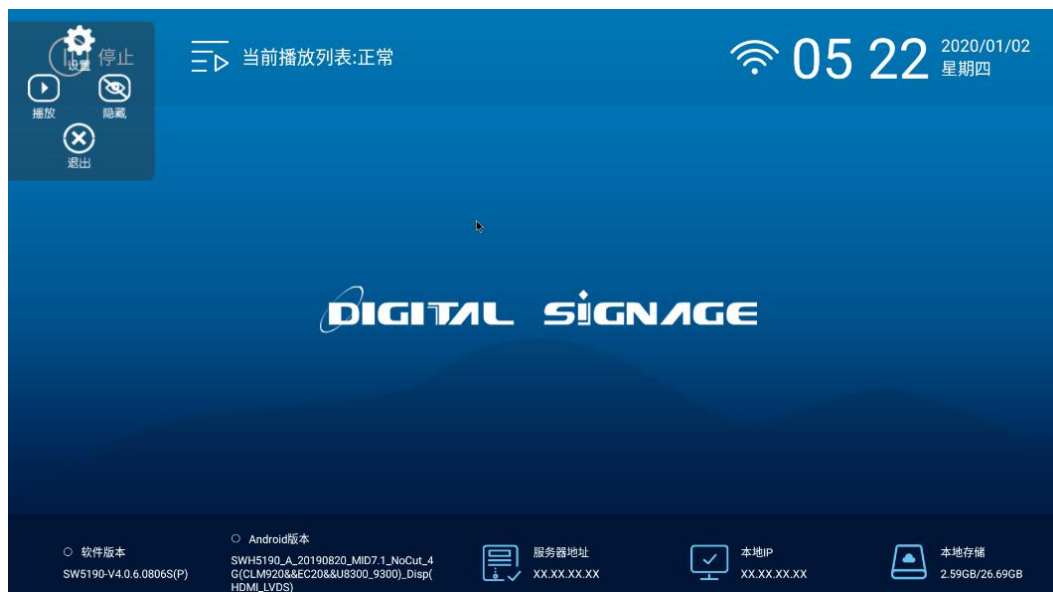 设置
停止
播放
隐藏
退出
当前播放列表:正常
05 22
2020/01/02
星期四
DIGITAL SIGNAGE
软件版本
SW5190-V4.0.6.0806S(P)
Android版本
SWH5190_A_20190820_MID7.1_NoCut_4
G(CLM920&&EC20&&U8300_9300)_Disp(
HDMI_LVDS)
服务器地址
XX.XX.XX.XX
本地IP
XX.XX.XX.XX
本地存储
2.59GB/26.69GB